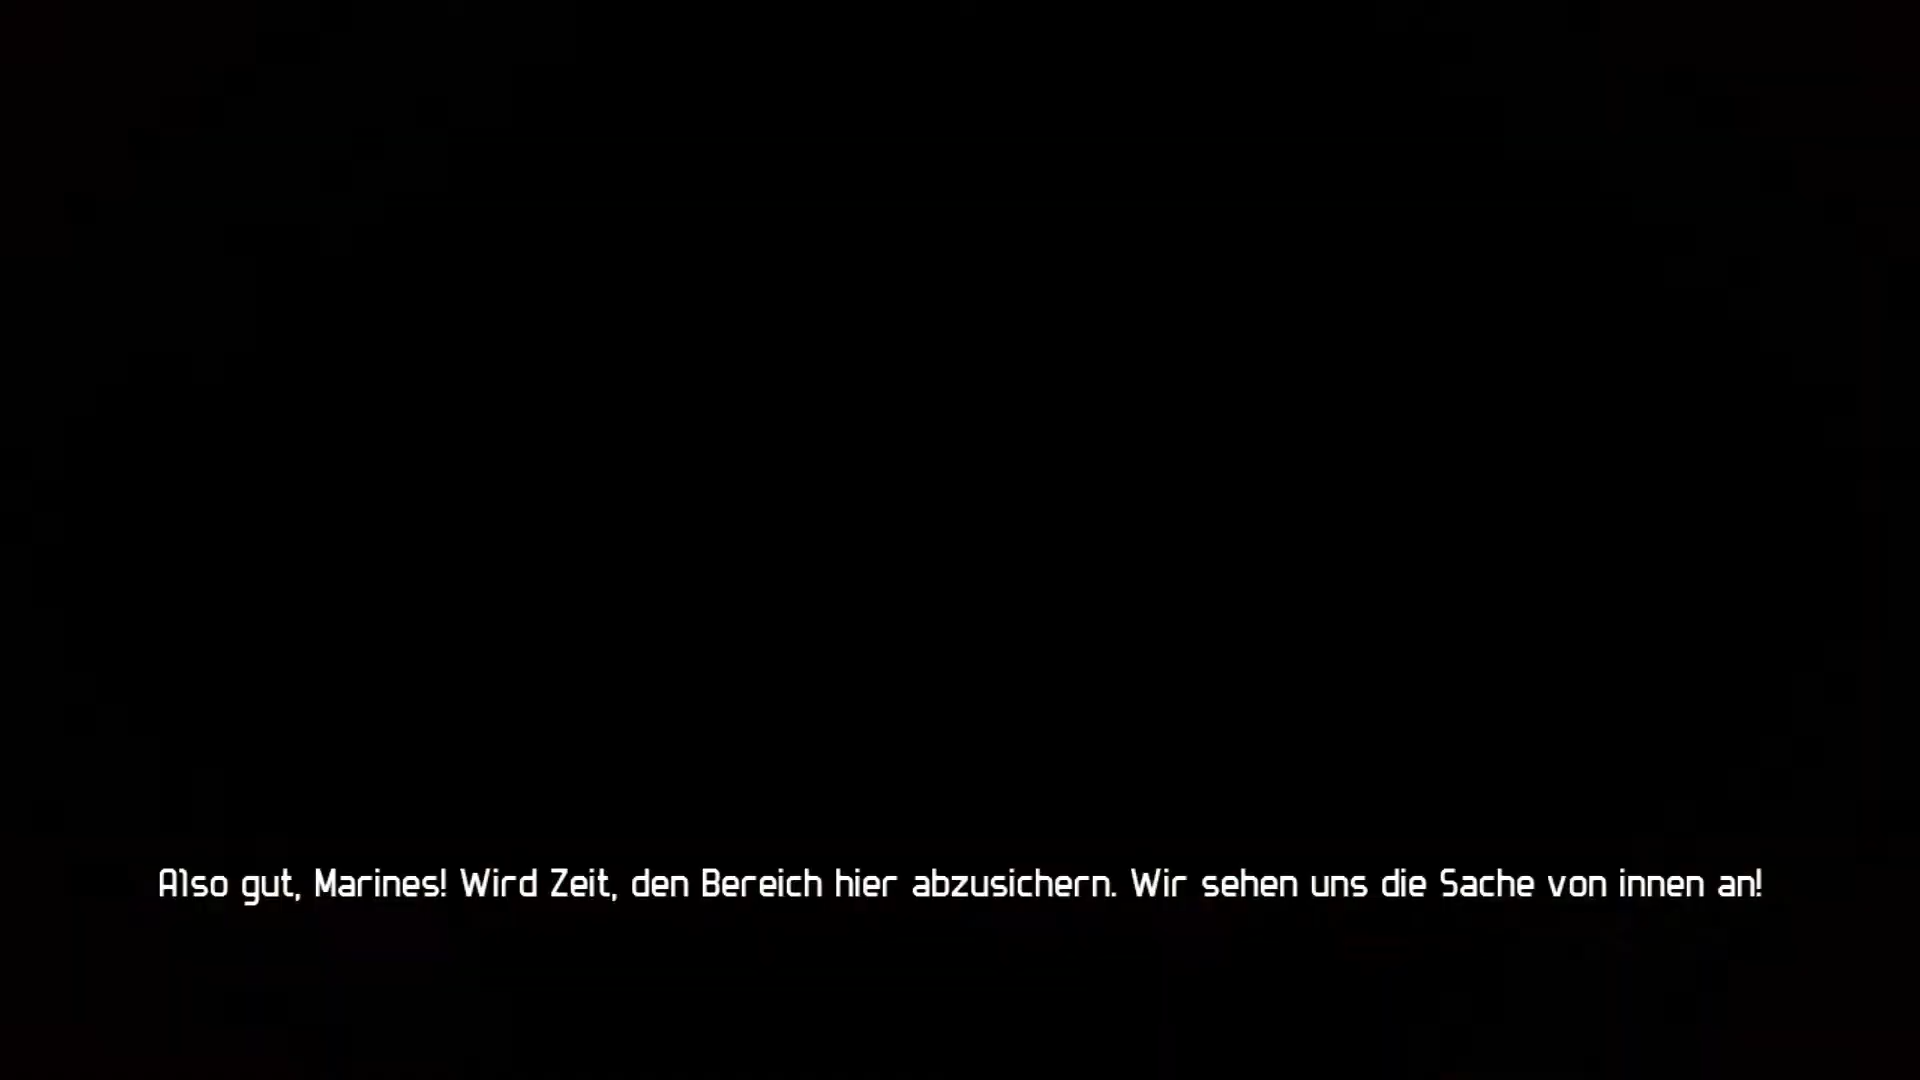 Also gut, Marines! Wird Zeit, den Bereich hier abzusichern. Wir sehen uns die Sache von innen an!